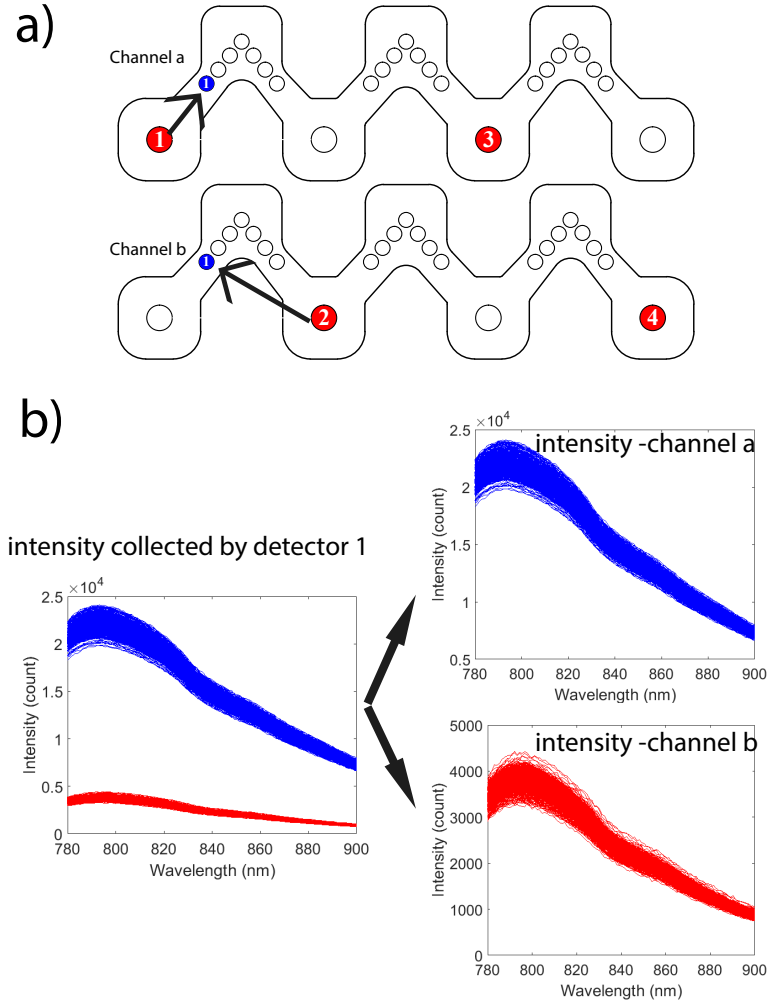 a)
Channel a
1
1
3
Channel b
1
2
4
b)
intensity collected by detector 1
×10⁴
2.5
2
1.5
1
0.5
0
Intensity (count)
780 800 820 840 860 880 900
Wavelength (nm)
×10⁴
intensity -channel a
2.5
2
1.5
1
0.5
Intensity (count)
780 800 820 840 860 880 900
Wavelength (nm)
intensity -channel b
5000
4000
3000
2000
1000
0
Intensity (count)
780 800 820 840 860 880 900
Wavelength (nm)